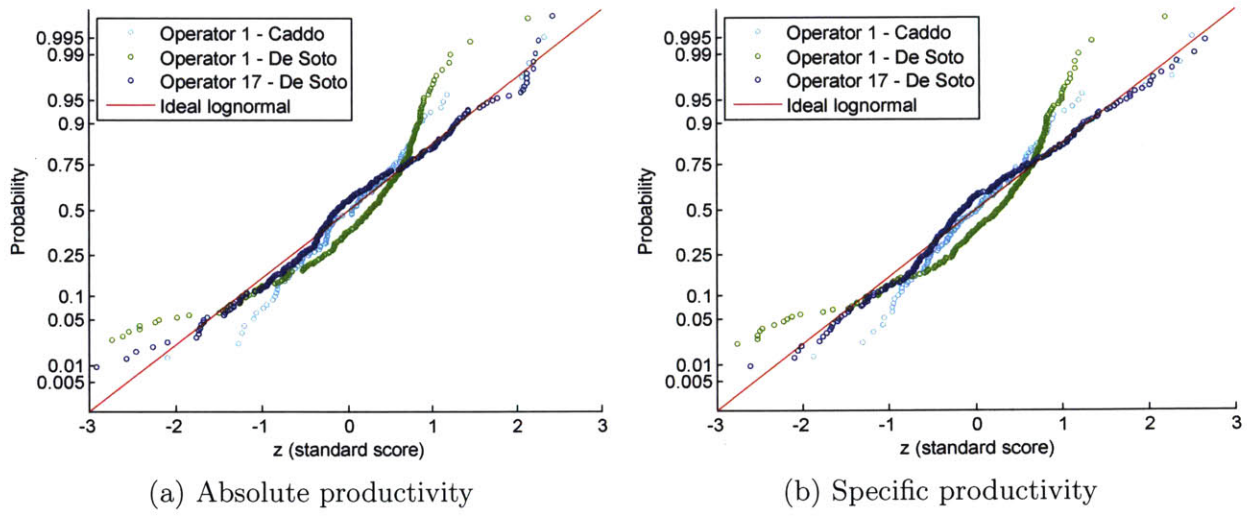 Operator 1 - Caddo
Operator 1 - De Soto
Operator 17 - De Soto
Ideal lognormal
0.995
0.99
0.95
0.9
0.75
0.5
0.25
0.1
0.05
0.01
0.005
Probability
-3 -2 -1 0 1 2 3
z (standard score)
(a) Absolute productivity
Operator 1 - Caddo
Operator 1 - De Soto
Operator 17 - De Soto
Ideal lognormal
0.995
0.99
0.95
0.9
0.75
0.5
0.25
0.1
0.05
0.01
0.005
Probability
-3 -2 -1 0 1 2 3
z (standard score)
(b) Specific productivity